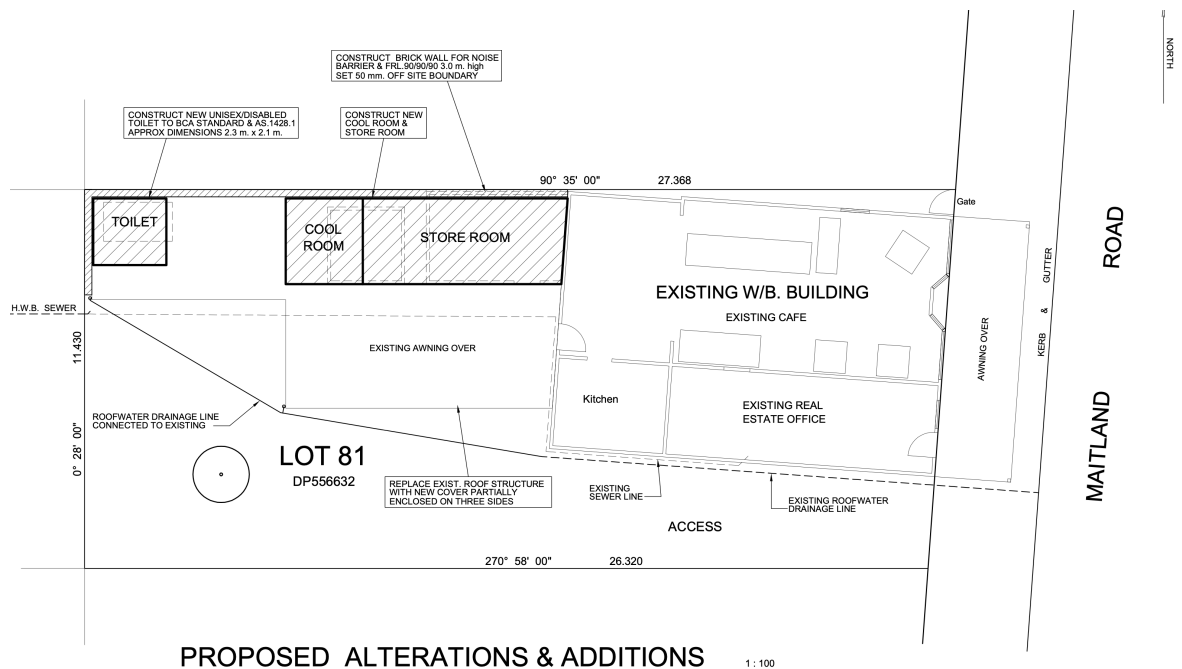 NORTH
CONSTRUCT BRICK WALL FOR NOISE
BARRIER & FRL.90/90/90 3.0 m. high
SET 50 mm. OFF SITE BOUNDARY
CONSTRUCT NEW UNISEX/DISABLED
TOILET TO BCA STANDARD & AS.1428.1
APPROX DIMENSIONS 2.3 m. x 2.1 m.
CONSTRUCT NEW
COOL ROOM &
STORE ROOM
90° 35' 00" 27.368
Gate
TOILET
COOL
ROOM
STORE ROOM
ROAD
KERB & GUTTER
EXISTING W/B. BUILDING
EXISTING CAFE
H.W.B. SEWER
11.430
EXISTING AWNING OVER
AWNING OVER
Kitchen
EXISTING REAL
ESTATE OFFICE
ROOFWATER DRAINAGE LINE
CONNECTED TO EXISTING
0° 28' 00"
LOT 81
DP556632
MAITLAND
REPLACE EXIST. ROOF STRUCTURE
WITH NEW COVER PARTIALLY
ENCLOSED ON THREE SIDES
EXISTING
SEWER LINE
EXISTING ROOFWATER
DRAINAGE LINE
ACCESS
270° 58' 00" 26.320
PROPOSED ALTERATIONS & ADDITIONS 1 : 100